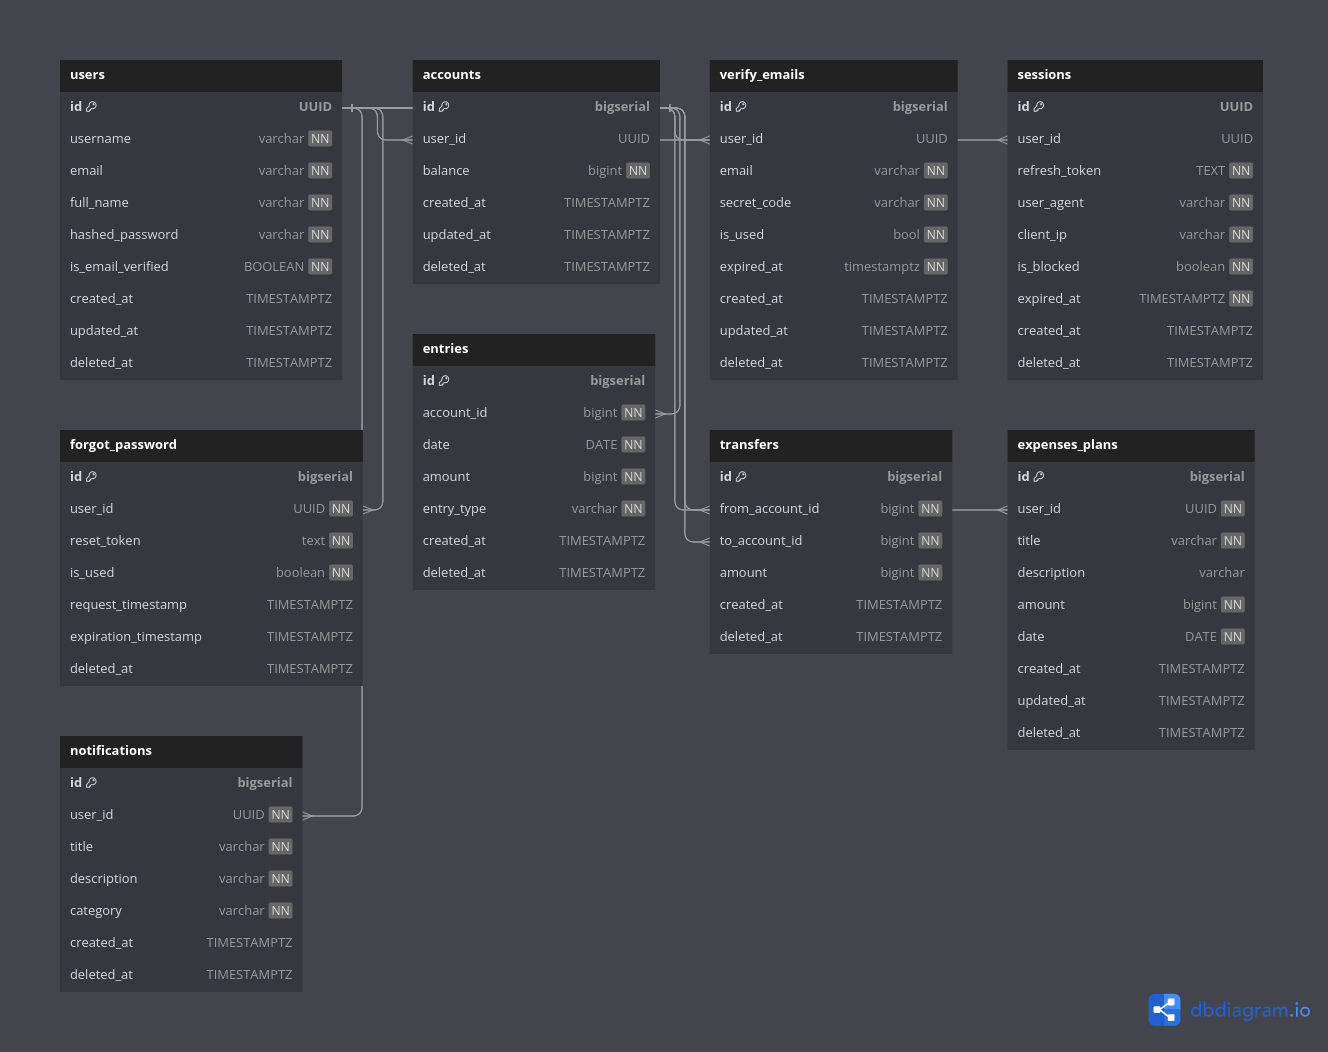 users
id UUID
username varchar NN
email varchar NN
full_name varchar NN
hashed_password varchar NN
is_email_verified BOOLEAN NN
created_at TIMESTAMPTZ
updated_at TIMESTAMPTZ
deleted_at TIMESTAMPTZ
accounts
id bigserial
user_id UUID
balance bigint NN
created_at TIMESTAMPTZ
updated_at TIMESTAMPTZ
deleted_at TIMESTAMPTZ
verify_emails
id bigserial
user_id UUID
email varchar NN
secret_code varchar NN
is_used bool NN
expired_at timestamptz NN
created_at TIMESTAMPTZ
updated_at TIMESTAMPTZ
deleted_at TIMESTAMPTZ
sessions
id UUID
user_id UUID
refresh_token TEXT NN
user_agent varchar NN
client_ip varchar NN
is_blocked boolean NN
expired_at TIMESTAMPTZ NN
created_at TIMESTAMPTZ
deleted_at TIMESTAMPTZ
entries
id bigserial
account_id bigint NN
date DATE NN
amount bigint NN
entry_type varchar NN
created_at TIMESTAMPTZ
deleted_at TIMESTAMPTZ
forgot_password
id bigserial
user_id UUID NN
reset_token text NN
is_used boolean NN
request_timestamp TIMESTAMPTZ
expiration_timestamp TIMESTAMPTZ
deleted_at TIMESTAMPTZ
transfers
id bigserial
from_account_id bigint NN
to_account_id bigint NN
amount bigint NN
created_at TIMESTAMPTZ
deleted_at TIMESTAMPTZ
expenses_plans
id bigserial
user_id UUID NN
title varchar NN
description varchar
amount bigint NN
date DATE NN
created_at TIMESTAMPTZ
updated_at TIMESTAMPTZ
deleted_at TIMESTAMPTZ
notifications
id bigserial
user_id UUID NN
title varchar NN
description varchar NN
category varchar NN
created_at TIMESTAMPTZ
deleted_at TIMESTAMPTZ
dbdiagram.io